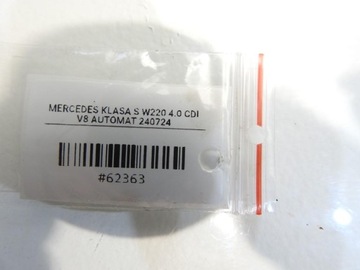 MERCEDES KLASA S W220 4.0 CDI
V8 AUTOMAT 240724
#62363